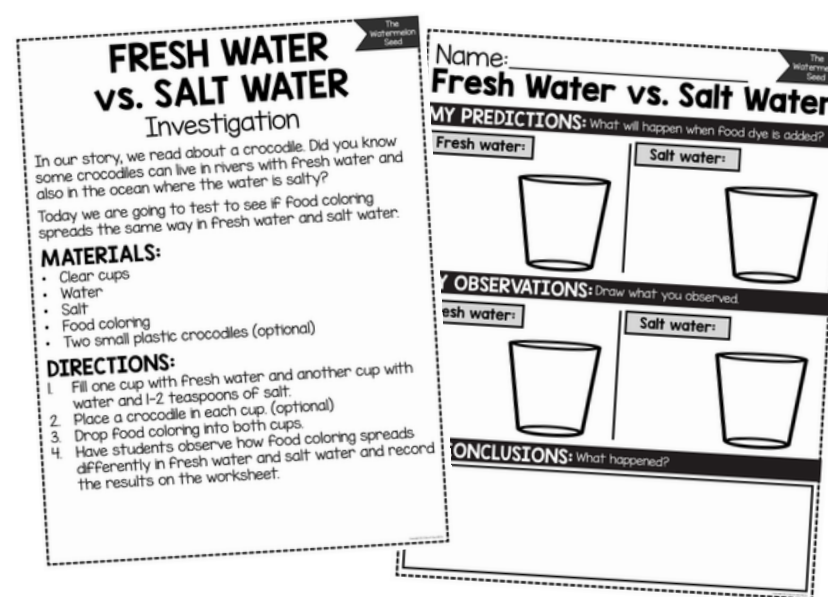 The
Watermelon
Seed
FRESH WATER
vs. SALT WATER
Investigation
In our story, we read about a crocodile. Did you know
some crocodiles can live in rivers with fresh water and
also in the ocean where the water is salty?
Today we are going to test to see if food coloring
spreads the same way in fresh water and salt water.
MATERIALS:
• Clear cups
• Water
• Salt
• Food coloring
• Two small plastic crocodiles (optional)
DIRECTIONS:
1. Fill one cup with fresh water and another cup with
water and 1-2 teaspoons of salt.
2. Place a crocodile in each cup. (optional)
3. Drop food coloring into both cups.
4. Have students observe how food coloring spreads
differently in fresh water and salt water and record
the results on the worksheet.
The
Waterme
Seed
Name:
Fresh Water vs. Salt Water
MY PREDICTIONS: What will happen when food dye is added?
Fresh water:
Salt water:
Y OBSERVATIONS: Draw what you observed.
esh water:
Salt water:
CONCLUSIONS: What happened?